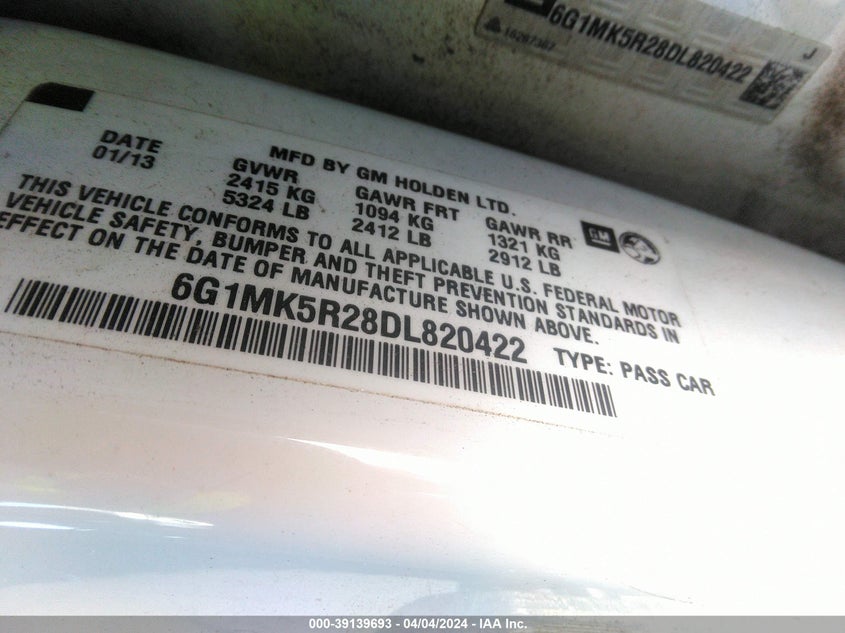 6G1MK5R28DL820422
J
DATE
01/13
MFD BY GM HOLDEN LTD.
GVWR GAWR FRT GAWR RR
2415 KG 1094 KG 1321 KG
5324 LB 2412 LB 2912 LB
GM
THIS VEHICLE CONFORMS TO ALL APPLICABLE U.S. FEDERAL MOTOR
VEHICLE SAFETY, BUMPER AND THEFT PREVENTION STANDARDS IN
EFFECT ON THE DATE OF MANUFACTURE SHOWN ABOVE.
6G1MK5R28DL820422
TYPE: PASS CAR
000-39139693 - 04/04/2024 - IAA Inc.